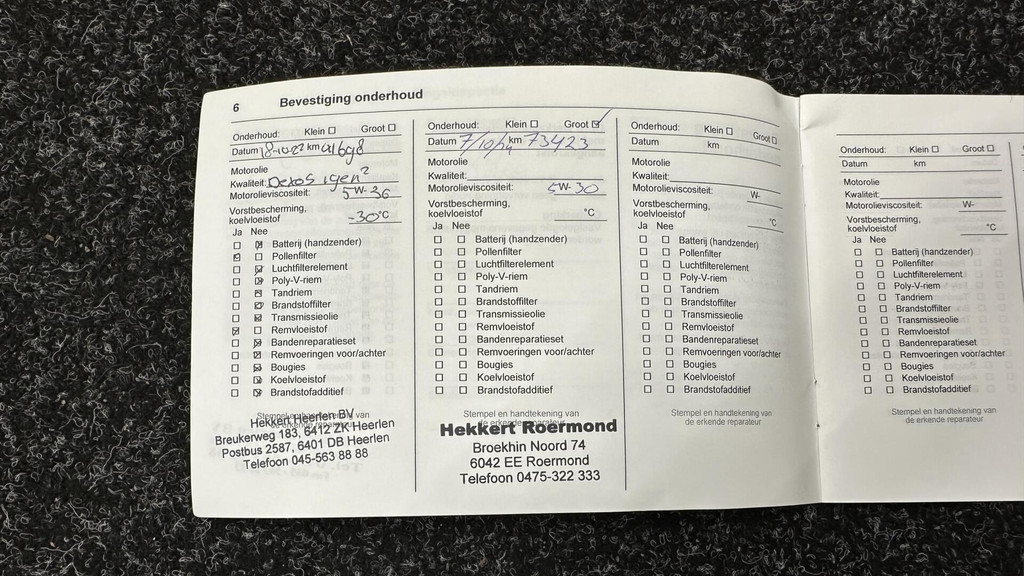 6 Bevestiging onderhoud
Onderhoud: Klein ☐ Groot ☐
Datum 18-10-22 km
Motorolie
Kwaliteit: Dexos 1gen²
Motorolieviscositeit: 5W-30
Vorstbescherming,
koelvloeistof -30°C
Ja Nee
☐ ☑ Batterij (handzender)
☑ ☐ Pollenfilter
☐ ☑ Luchtfilterelement
☐ ☑ Poly-V-riem
☐ ☑ Tandriem
☐ ☑ Brandstoffilter
☐ ☑ Transmissieolie
☑ ☐ Remvloeistof
☐ ☑ Bandenreparatieset
☐ ☑ Remvoeringen voor/achter
☐ ☑ Bougies
☐ ☑ Koelvloeistof
☐ ☑ Brandstofadditief
Hekkert Heerlen BV
Breukerweg 183, 6412 ZK Heerlen
Postbus 2587, 6401 DB Heerlen
Telefoon 045-563 88 88
Onderhoud: Klein ☐ Groot ☑
Datum 7/10/24 km 73423
Motorolie
Kwaliteit:
Motorolieviscositeit: 5W-30
Vorstbescherming,
koelvloeistof °C
Ja Nee
☐ ☐ Batterij (handzender)
☐ ☐ Pollenfilter
☐ ☐ Luchtfilterelement
☐ ☐ Poly-V-riem
☐ ☐ Tandriem
☐ ☐ Brandstoffilter
☐ ☐ Transmissieolie
☐ ☐ Remvloeistof
☐ ☐ Bandenreparatieset
☐ ☐ Remvoeringen voor/achter
☐ ☐ Bougies
☐ ☐ Koelvloeistof
☐ ☐ Brandstofadditief
Stempel en handtekening van
de erkende reparateur
Hekkert Roermond
Broekhin Noord 74
6042 EE Roermond
Telefoon 0475-322 333
Onderhoud: Klein ☐ Groot ☐
Datum km
Motorolie
Kwaliteit:
Motorolieviscositeit: W-
Vorstbescherming,
koelvloeistof °C
Ja Nee
☐ ☐ Batterij (handzender)
☐ ☐ Pollenfilter
☐ ☐ Luchtfilterelement
☐ ☐ Poly-V-riem
☐ ☐ Tandriem
☐ ☐ Brandstoffilter
☐ ☐ Transmissieolie
☐ ☐ Remvloeistof
☐ ☐ Bandenreparatieset
☐ ☐ Remvoeringen voor/achter
☐ ☐ Bougies
☐ ☐ Koelvloeistof
☐ ☐ Brandstofadditief
Stempel en handtekening van
de erkende reparateur
Onderhoud: Klein ☐ Groot ☐
Datum km
Motorolie
Kwaliteit:
Motorolieviscositeit: W-
Vorstbescherming,
koelvloeistof °C
Ja Nee
☐ ☐ Batterij (handzender)
☐ ☐ Pollenfilter
☐ ☐ Luchtfilterelement
☐ ☐ Poly-V-riem
☐ ☐ Tandriem
☐ ☐ Brandstoffilter
☐ ☐ Transmissieolie
☐ ☐ Remvloeistof
☐ ☐ Bandenreparatieset
☐ ☐ Remvoeringen voor/achter
☐ ☐ Bougies
☐ ☐ Koelvloeistof
☐ ☐ Brandstofadditief
Stempel en handtekening van
de erkende reparateur